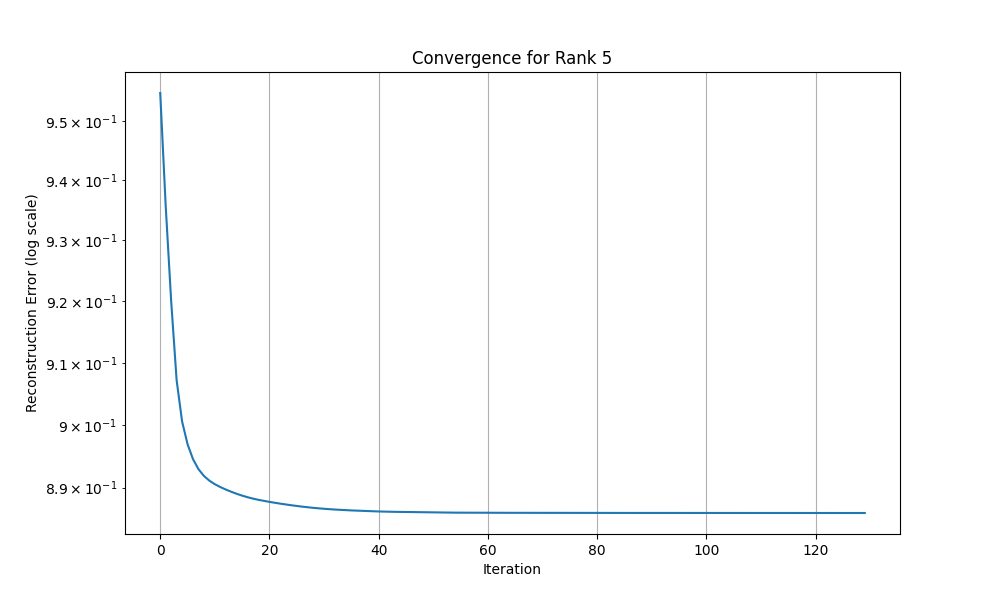 Convergence for Rank 5
Reconstruction Error (log scale)
9.5 × 10⁻¹
9.4 × 10⁻¹
9.3 × 10⁻¹
9.2 × 10⁻¹
9.1 × 10⁻¹
9 × 10⁻¹
8.9 × 10⁻¹
0 20 40 60 80 100 120
Iteration